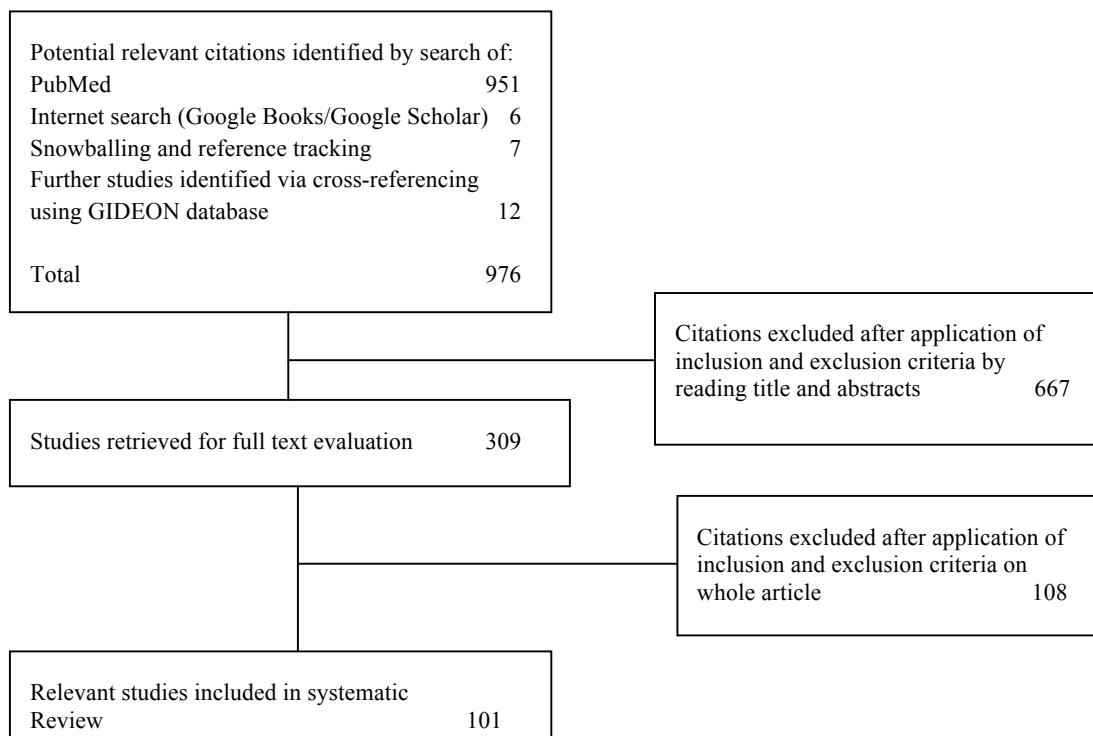 Potential relevant citations identified by search of:
PubMed 951
Internet search (Google Books/Google Scholar) 6
Snowballing and reference tracking 7
Further studies identified via cross-referencing
using GIDEON database 12
Total 976
Citations excluded after application of
inclusion and exclusion criteria by
reading title and abstracts 667
Studies retrieved for full text evaluation 309
Citations excluded after application of
inclusion and exclusion criteria on
whole article 108
Relevant studies included in systematic
Review 101